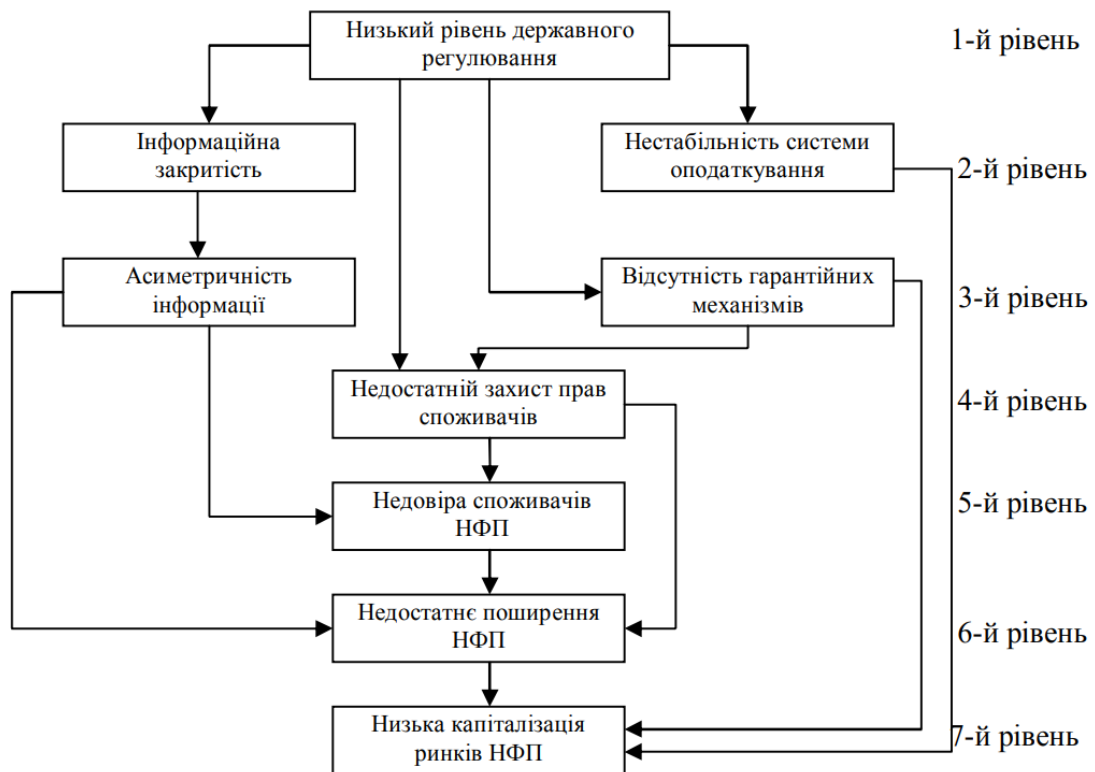 Низький рівень державного
регулювання
1-й рівень
Інформаційна
закритість
Нестабільність системи
оподаткування
2-й рівень
Асиметричність
інформації
Відсутність гарантійних
механізмів
3-й рівень
Недостатній захист прав
споживачів
4-й рівень
Недовіра споживачів
НФП
5-й рівень
Недостатнє поширення
НФП
6-й рівень
Низька капіталізація
ринків НФП
7-й рівень